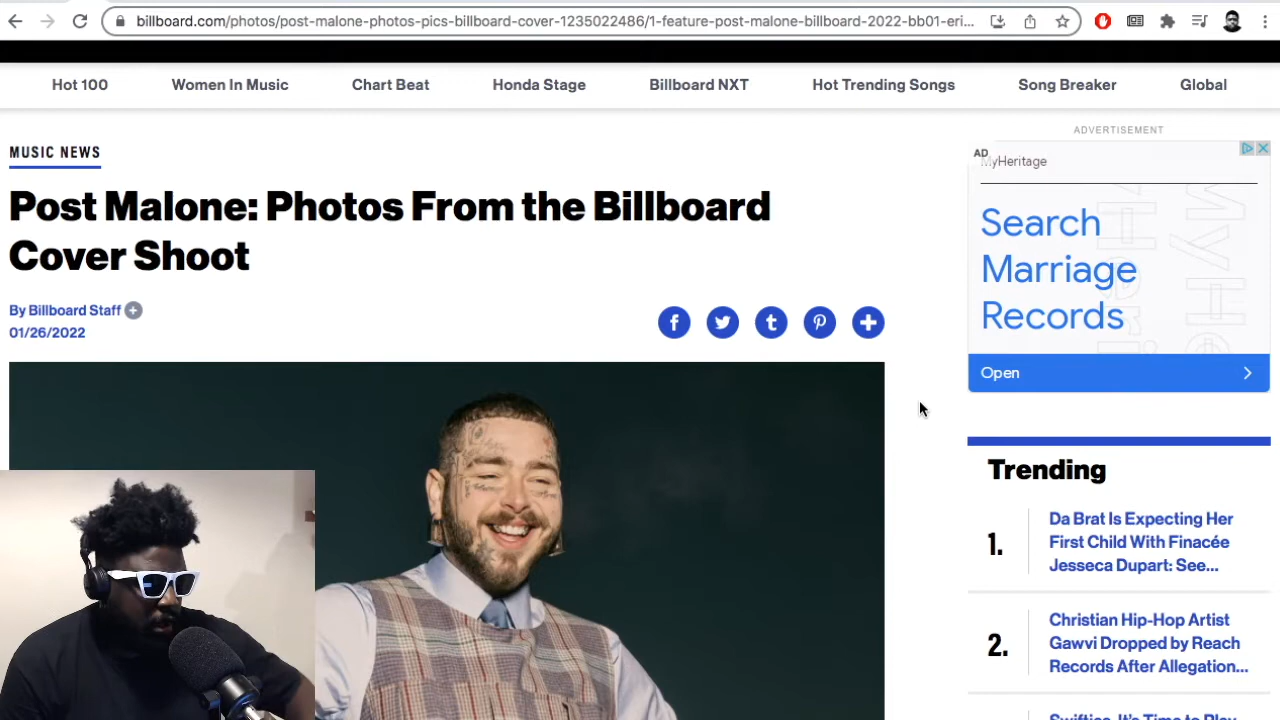 billboard.com/photos/post-malone-photos-pics-billboard-cover-1235022486/1-feature-post-malone-billboard-2022-bb01-eri...
Hot 100 Women In Music Chart Beat Honda Stage Billboard NXT Hot Trending Songs Song Breaker Global
MUSIC NEWS
Post Malone: Photos From the Billboard
Cover Shoot
By Billboard Staff
01/26/2022
ADVERTISEMENT
AD
MyHeritage
Search
Marriage
Records
Open
Trending
1.
Da Brat Is Expecting Her
First Child With Finacée
Jesseca Dupart: See...
2.
Christian Hip-Hop Artist
Gawvi Dropped by Reach
Records After Allegation...
Swifties, It's Time to Play